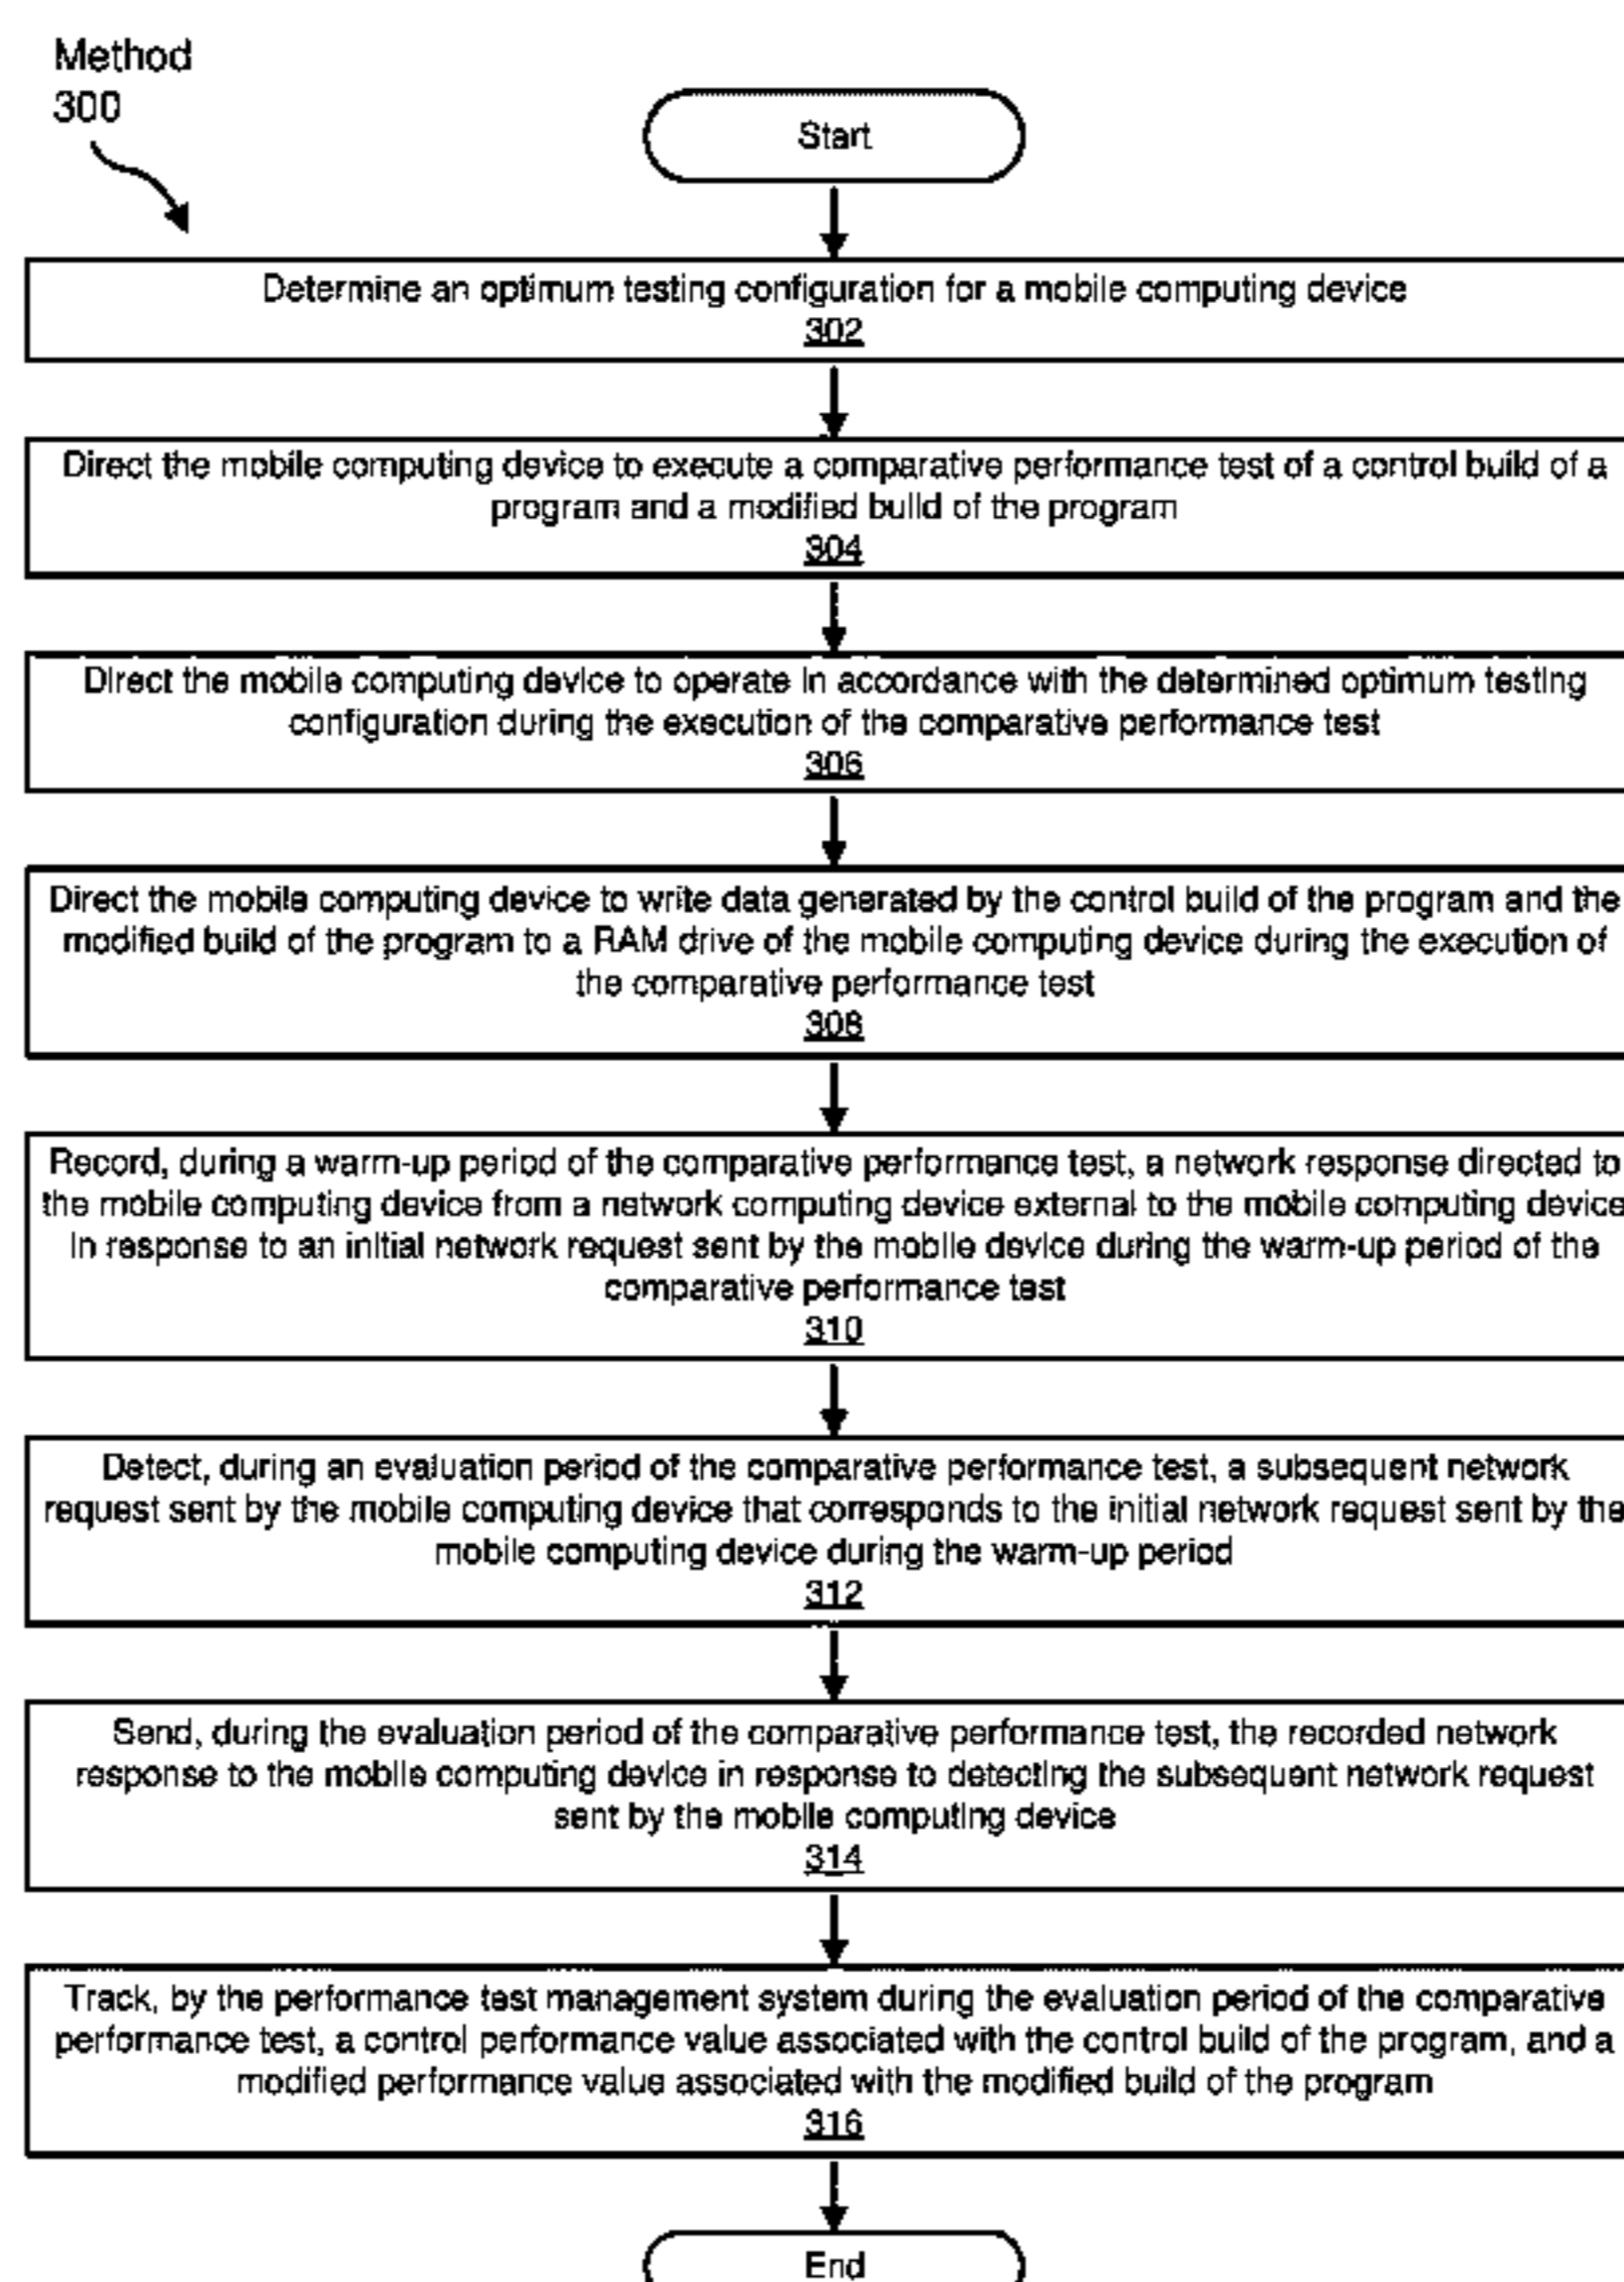 Method
300
Start
Determine an optimum testing configuration for a mobile computing device
302
Direct the mobile computing device to execute a comparative performance test of a control build of a
program and a modified build of the program
304
Direct the mobile computing device to operate in accordance with the determined optimum testing
configuration during the execution of the comparative performance test
306
Direct the mobile computing device to write data generated by the control build of the program and the
modified build of the program to a RAM drive of the mobile computing device during the execution of
the comparative performance test
308
Record, during a warm-up period of the comparative performance test, a network response directed to
the mobile computing device from a network computing device external to the mobile computing device
in response to an initial network request sent by the mobile device during the warm-up period of the
comparative performance test
310
Detect, during an evaluation period of the comparative performance test, a subsequent network
request sent by the mobile computing device that corresponds to the initial network request sent by the
mobile computing device during the warm-up period
312
Send, during the evaluation period of the comparative performance test, the recorded network
response to the mobile computing device in response to detecting the subsequent network request
sent by the mobile computing device
314
Track, by the performance test management system during the evaluation period of the comparative
performance test, a control performance value associated with the control build of the program, and a
modified performance value associated with the modified build of the program
316
End